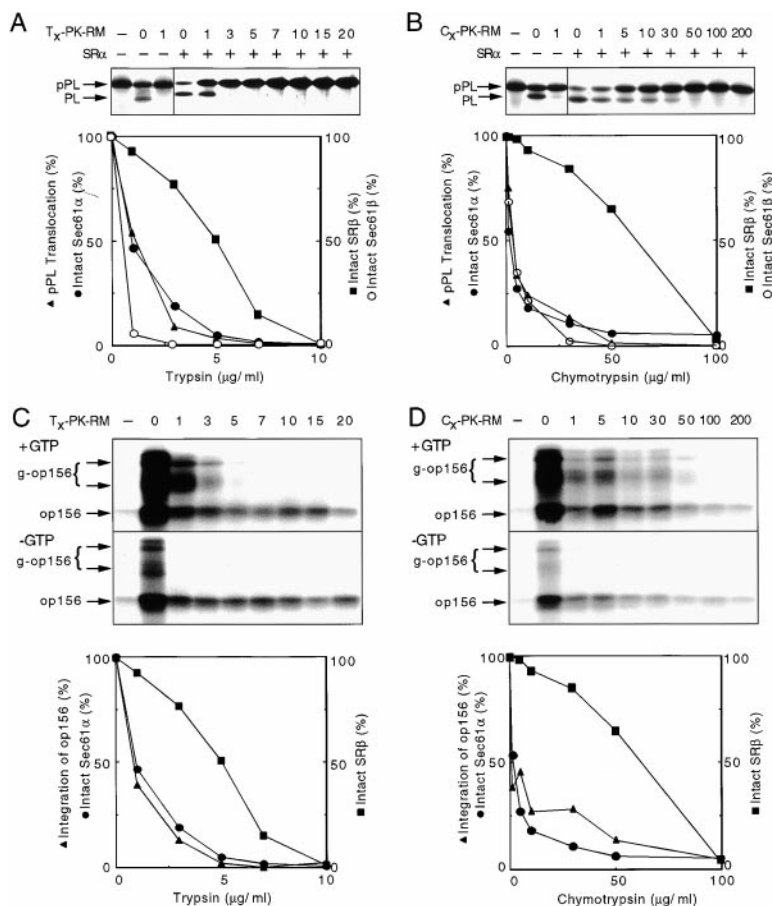 A
Tx-PK-RM – 0 1 0 1 3 5 7 10 15 20
SRα + + + + + + + +
pPL
PL
100
50
0
100
50
0
▲ pPL Translocation (%)
● Intact Sec61α (%)
■ Intact SRβ (%)
○ Intact Sec61β (%)
0 5 10
Trypsin (µg/ml)
B
Cx-PK-RM – 0 1 0 1 5 10 30 50 100 200
SRα + + + + + + + +
pPL
PL
100
50
0
100
50
0
▲ pPL Translocation (%)
● Intact Sec61α (%)
■ Intact SRβ (%)
○ Intact Sec61β (%)
0 50 100
Chymotrypsin (µg/ml)
C
Tx-PK-RM – 0 1 3 5 7 10 15 20
+GTP
g-op156 {
op156
-GTP
g-op156 {
op156
100
50
0
100
50
0
▲ Integration of op156 (%)
● Intact Sec61α (%)
■ Intact SRβ (%)
0 5 10
Trypsin (µg/ml)
D
Cx-PK-RM – 0 1 5 10 30 50 100 200
+GTP
g-op156 {
op156
-GTP
g-op156 {
op156
100
50
0
100
50
0
▲ Integration of op156 (%)
● Intact Sec61α (%)
■ Intact SRβ (%)
0 50 100
Chymotrypsin (µg/ml)